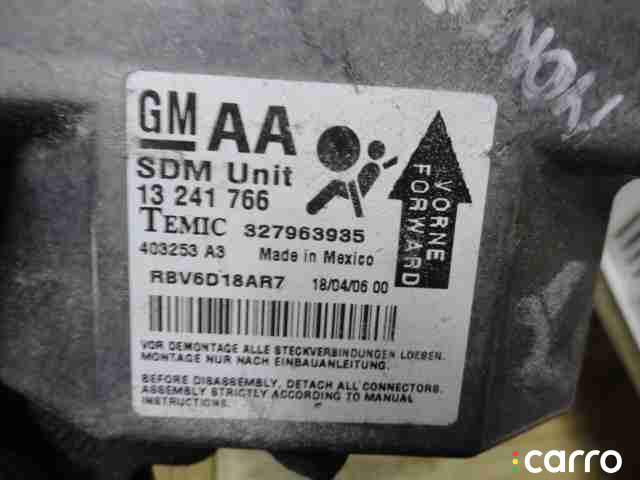 GM AA
SDM Unit
13 241 766
TEMIC 327963935
403253 A3 Made in Mexico
RBV6D18AR7 18/04/06 00
VORNE
FORWARD
VOR DEMONTAGE ALLE STECKVERBINDUNGEN LOESEN.
MONTAGE NUR NACH EINBAUANLEITUNG.
BEFORE DISASSEMBLY, DETACH ALL CONNECTORS.
ASSEMBLY STRICTLY ACCORDING TO MANUAL
INSTRUCTIONS.
carro